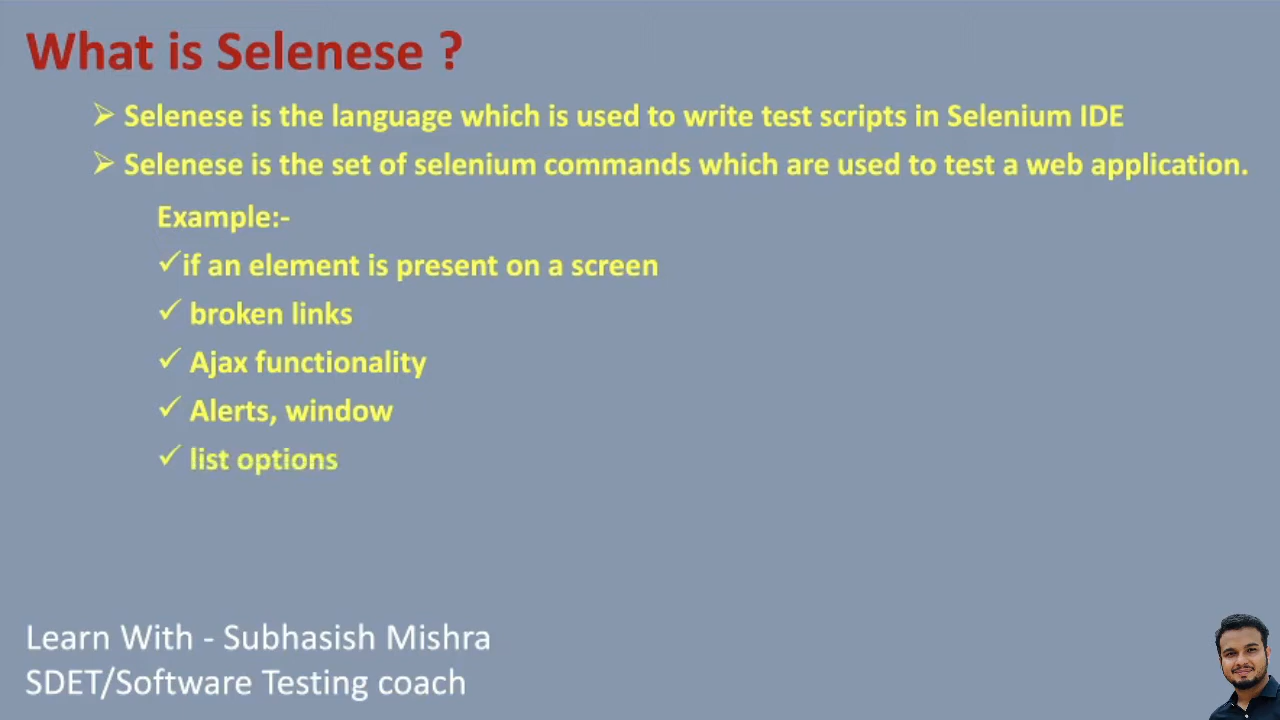 What is Selenese ?
➢ Selenese is the language which is used to write test scripts in Selenium IDE
➢ Selenese is the set of selenium commands which are used to test a web application.
Example:-
✓if an element is present on a screen
✓ broken links
✓ Ajax functionality
✓ Alerts, window
✓ list options
Learn With - Subhasish Mishra
SDET/Software Testing coach